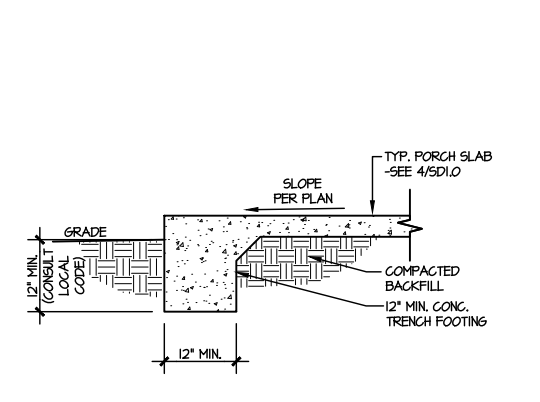 TYP. PORCH SLAB
-SEE 4/SD1.0
SLOPE
PER PLAN
GRADE
12" MIN.
(CONSULT
LOCAL
CODE)
COMPACTED
BACKFILL
12" MIN. CONC.
TRENCH FOOTING
12" MIN.